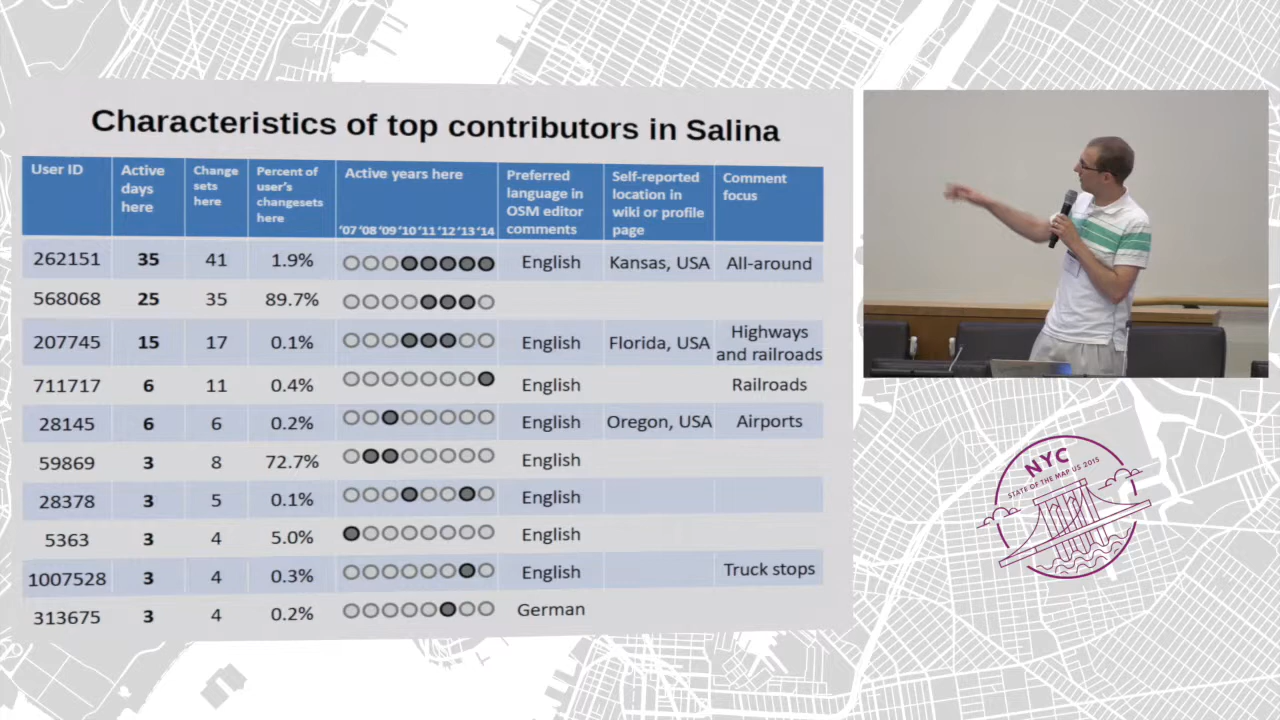 Characteristics of top contributors in Salina
User ID
Active
days
here
Change
sets
here
Percent of
user's
changesets
here
Active years here
'07 '08 '09 '10 '11 '12 '13 '14
Preferred
language in
OSM editor
comments
Self-reported
location in
wiki or profile
page
Comment
focus
262151 35 41 1.9% English Kansas, USA All-around
568068 25 35 89.7%
207745 15 17 0.1% English Florida, USA Highways
and railroads
711717 6 11 0.4% English Railroads
28145 6 6 0.2% English Oregon, USA Airports
59869 3 8 72.7% English
28378 3 5 0.1% English
5363 3 4 5.0% English
1007528 3 4 0.3% English Truck stops
313675 3 4 0.2% German
NYC
STATE OF THE MAP US 2015